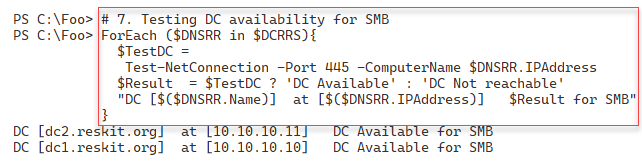 PS C:\Foo> # 7. Testing DC availability for SMB
PS C:\Foo> ForEach ($DNSRR in $DCRRS){
$TestDC =
Test-NetConnection -Port 445 -ComputerName $DNSRR.IPAddress
$Result  = $TestDC ? 'DC Available' : 'DC Not reachable'
"DC [$($DNSRR.Name)]  at [$($DNSRR.IPAddress)]   $Result for SMB"
}
DC [dc2.reskit.org]  at [10.10.10.11]   DC Available for SMB
DC [dc1.reskit.org]  at [10.10.10.10]   DC Available for SMB